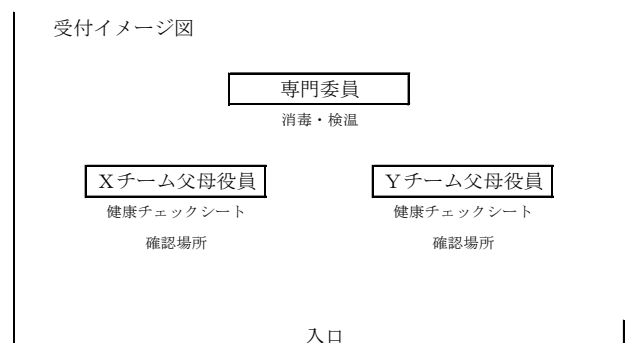 受付イメージ図
専門委員
消毒・検温
Xチーム父母役員
Yチーム父母役員
健康チェックシート
健康チェックシート
確認場所
確認場所
入口